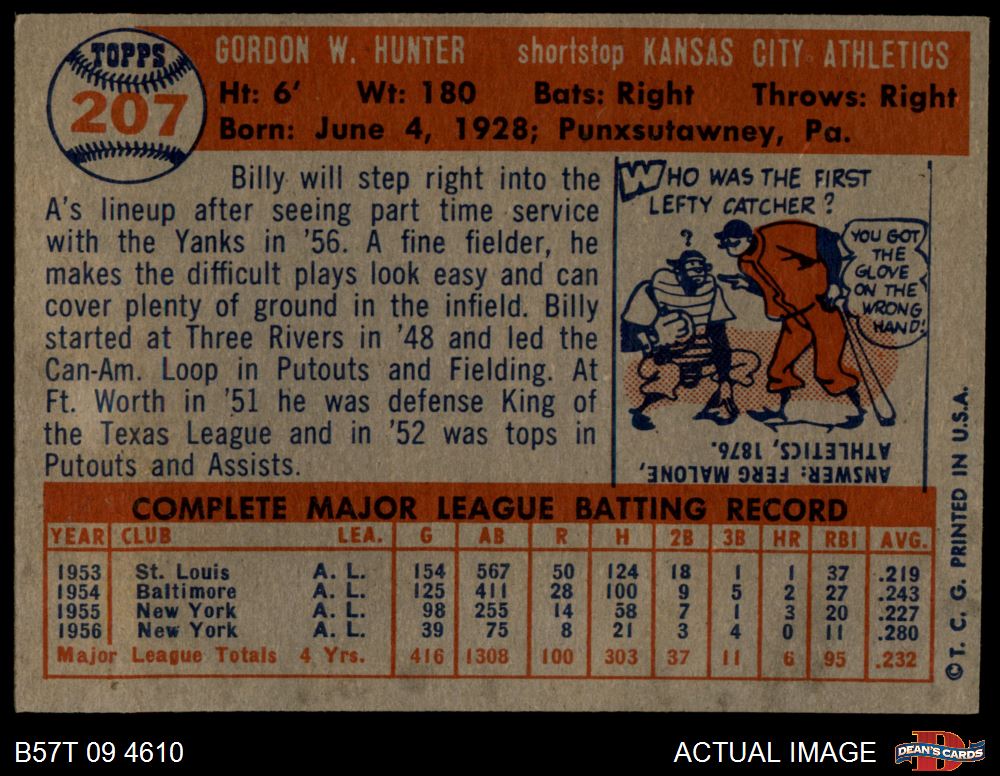 TOPPS
207
GORDON W. HUNTER shortstop KANSAS CITY ATHLETICS
Ht: 6' Wt: 180 Bats: Right Throws: Right
Born: June 4, 1928; Punxsutawney, Pa.
Billy will step right into the
A's lineup after seeing part time service
with the Yanks in '56. A fine fielder, he
makes the difficult plays look easy and can
cover plenty of ground in the infield. Billy
started at Three Rivers in '48 and led the
Can-Am. Loop in Putouts and Fielding. At
Ft. Worth in '51 he was defense King of
the Texas League and in '52 was tops in
Putouts and Assists.
WHO WAS THE FIRST
LEFTY CATCHER?
?
YOU GOT
THE
GLOVE
ON THE
WRONG
HAND!
ANSWER: FERG MALONE,
ATHLETICS, 1876.
COMPLETE MAJOR LEAGUE BATTING RECORD
YEAR CLUB LEA. G AB R H 2B 3B HR RBI AVG.
1953 St. Louis A. L. 154 567 50 124 18 1 1 37 .219
1954 Baltimore A. L. 125 411 28 100 9 5 2 27 .243
1955 New York A. L. 98 255 14 58 7 1 3 20 .227
1956 New York A. L. 39 75 8 21 3 4 0 11 .280
Major League Totals 4 Yrs. 416 1308 100 303 37 11 6 95 .232
© T. C. G. PRINTED IN U.S.A.
B57T 09 4610
ACTUAL IMAGE
D
DEAN'S CARDS